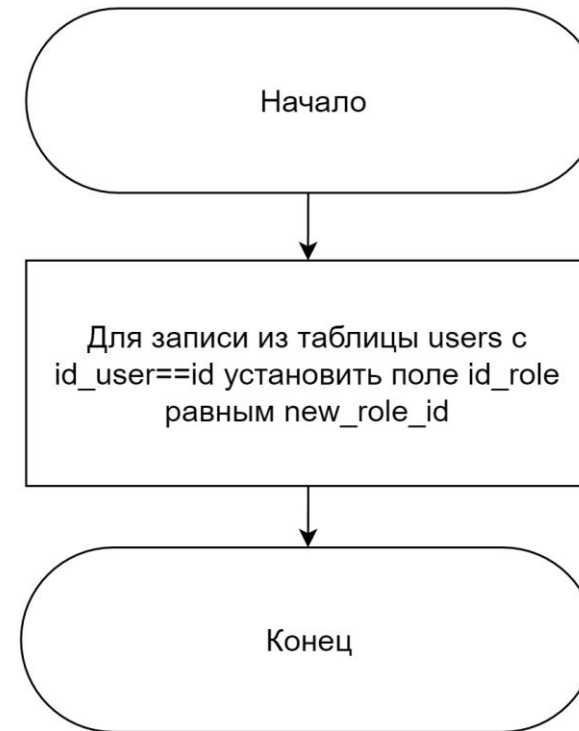 Начало
Для записи из таблицы users с
id_user==id установить поле id_role
равным new_role_id
Конец